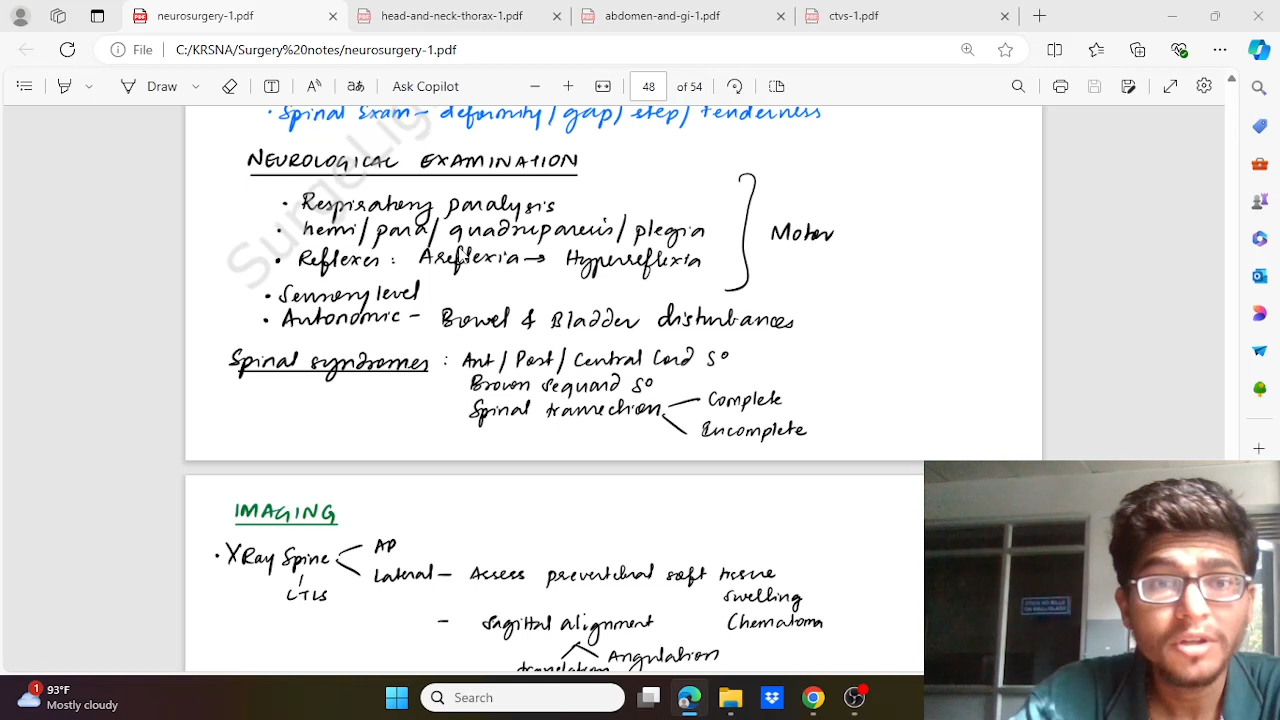 neurosurgery-1.pdf
head-and-neck-thorax-1.pdf
abdomen-and-gi-1.pdf
ctvs-1.pdf
File
C:/KRSNA/Surgery%20notes/neurosurgery-1.pdf
Draw
Ask Copilot
48
of 54
• Spinal Exam – deformity/ gap/ step/ tenderness
NEUROLOGICAL EXAMINATION
• Respiratory paralysis
• hemi/ para/ quadruparesis/ plegia
• Reflexes : Areflexia → Hyperreflexia
Motor
• Sensory level
• Autonomic – Bowel & Bladder disturbances
Spinal syndromes : Ant/ Post/ Central Cord S°
Brown sequard S°
Spinal transection
Complete
Incomplete
IMAGING
• XRay Spine
AP
Lateral – Assess prevertebral soft tissue
swelling
CTLS
– Sagittal alignment
(hematoma
translation
Angulation
1
93°F
Mostly cloudy
Search